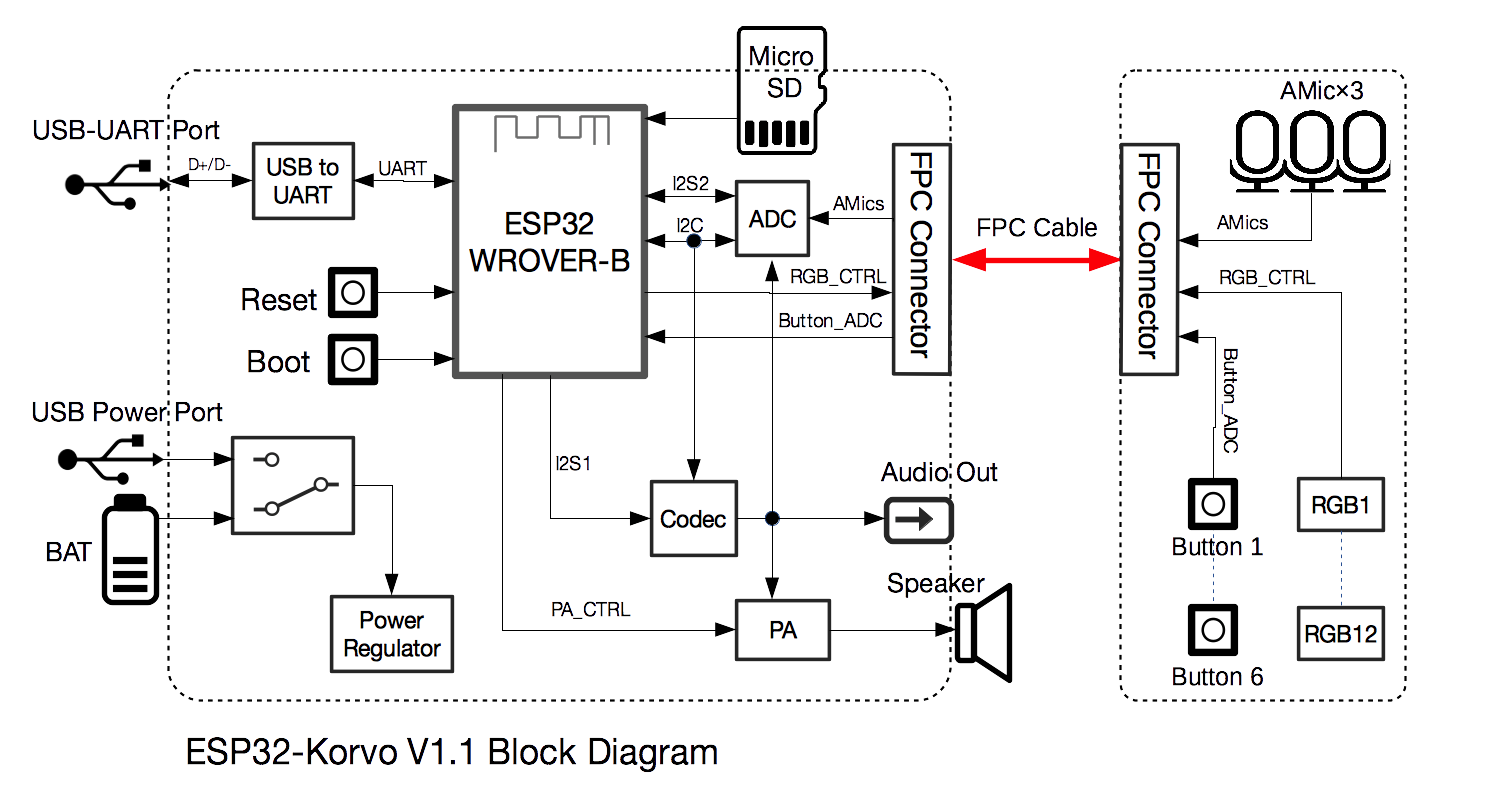 Micro
SD
AMic×3
USB-UART Port
D+/D-
USB to
UART
UART
ESP32
WROVER-B
I2S2
I2C
ADC
AMics
FPC Connector
FPC Cable
FPC Connector
AMics
RGB_CTRL
RGB_CTRL
Button_ADC
Button_ADC
Reset
Boot
USB Power Port
BAT
Power
Regulator
I2S1
Codec
Audio Out
PA_CTRL
PA
Speaker
Button 1
Button 6
RGB1
RGB12
ESP32-Korvo V1.1 Block Diagram